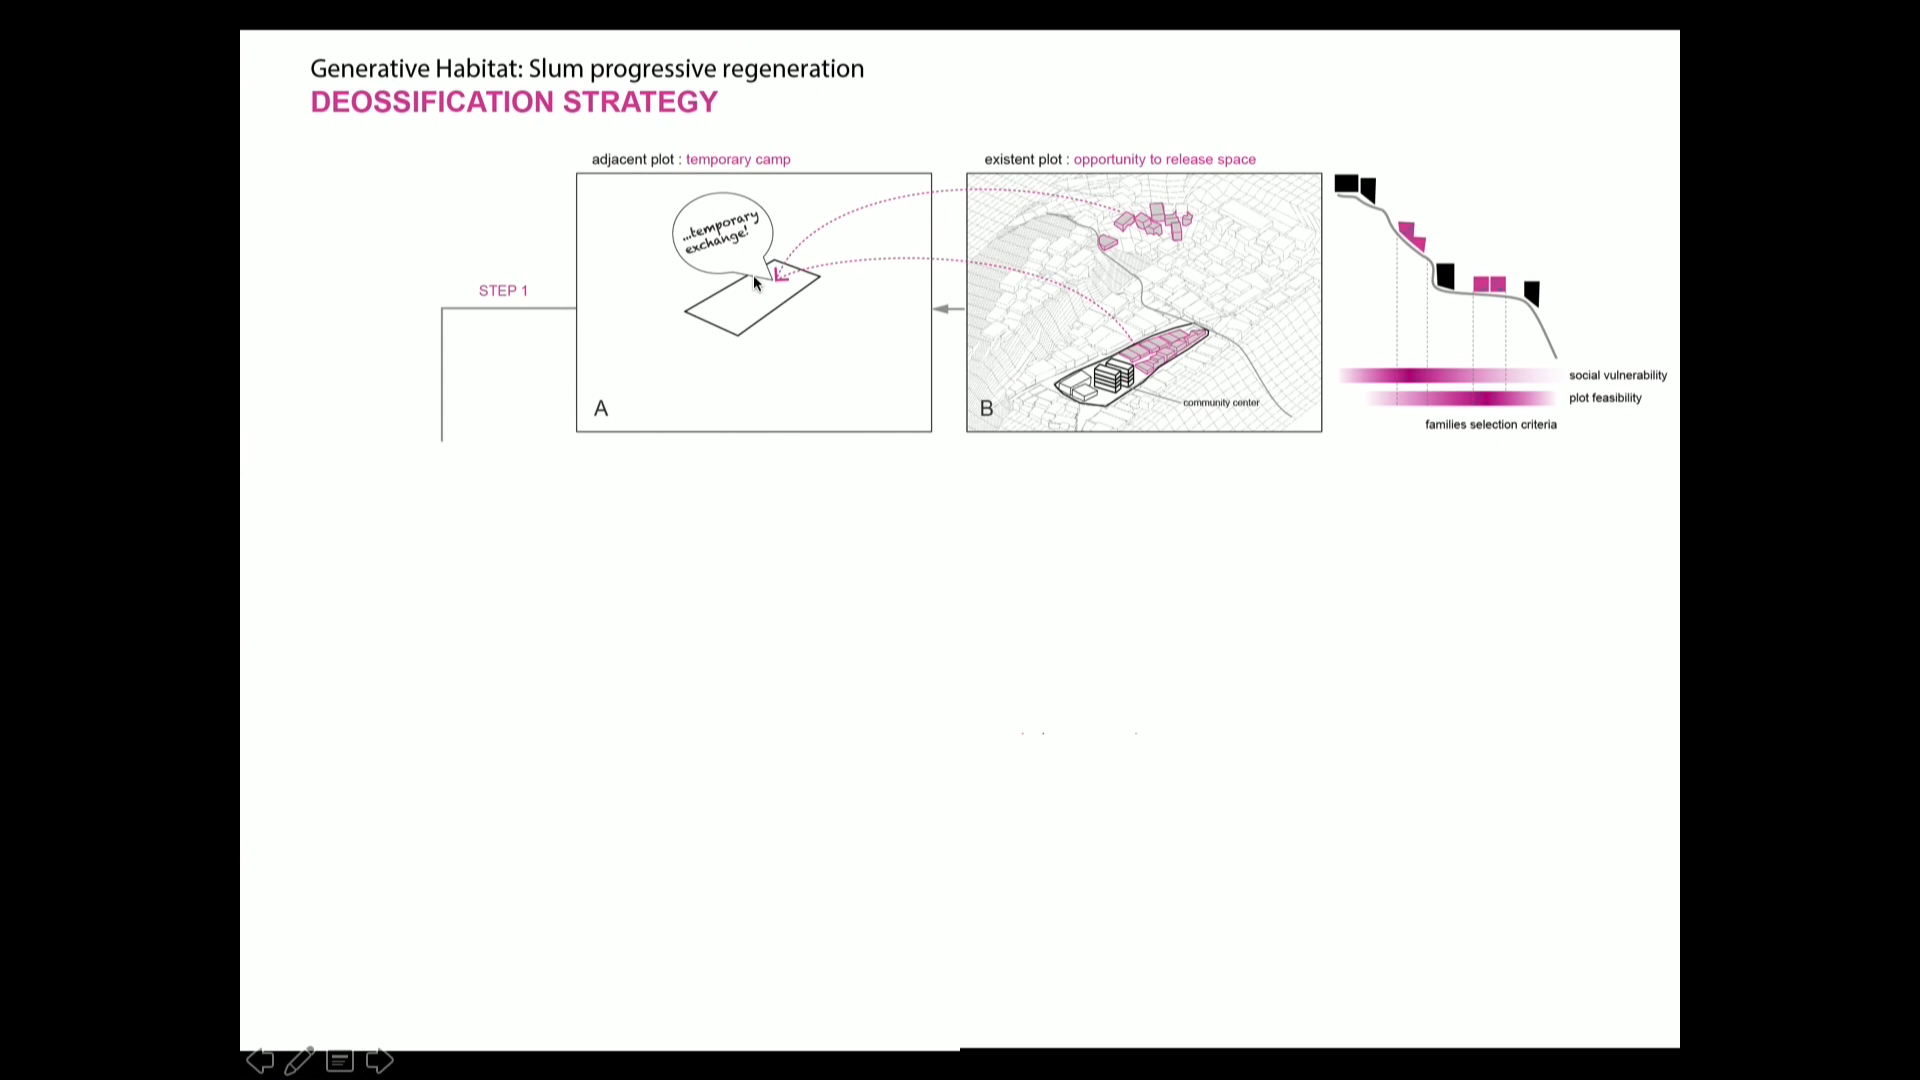 Generative Habitat: Slum progressive regeneration
DEOSSIFICATION STRATEGY
adjacent plot : temporary camp
existent plot : opportunity to release space
...temporary
exchange!
STEP 1
A
B
community center
social vulnerability
plot feasibility
families selection criteria